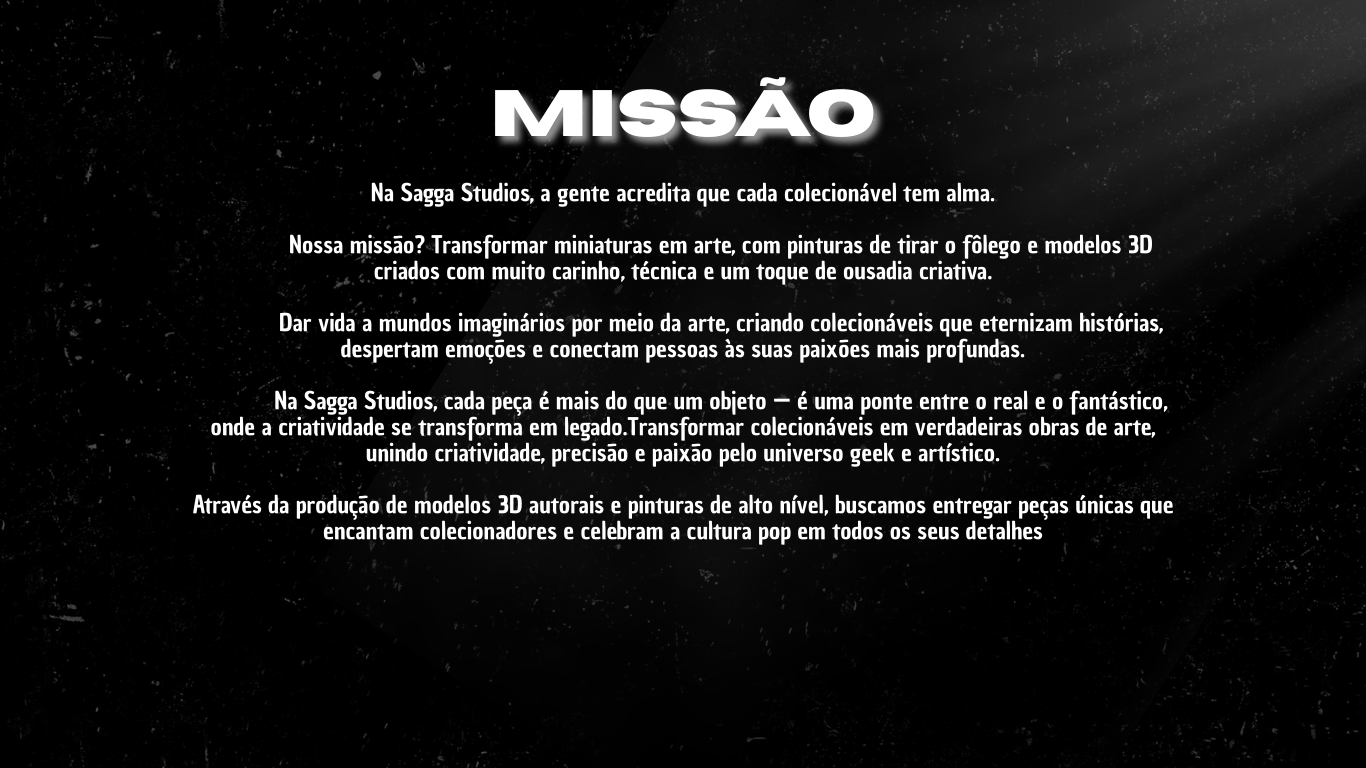 MISSÃO
Na Sagga Studios, a gente acredita que cada colecionável tem alma.
Nossa missão? Transformar miniaturas em arte, com pinturas de tirar o fôlego e modelos 3D
criados com muito carinho, técnica e um toque de ousadia criativa.
Dar vida a mundos imaginários por meio da arte, criando colecionáveis que eternizam histórias,
despertam emoções e conectam pessoas às suas paixões mais profundas.
Na Sagga Studios, cada peça é mais do que um objeto — é uma ponte entre o real e o fantástico,
onde a criatividade se transforma em legado.Transformar colecionáveis em verdadeiras obras de arte,
unindo criatividade, precisão e paixão pelo universo geek e artístico.
Através da produção de modelos 3D autorais e pinturas de alto nível, buscamos entregar peças únicas que
encantam colecionadores e celebram a cultura pop em todos os seus detalhes